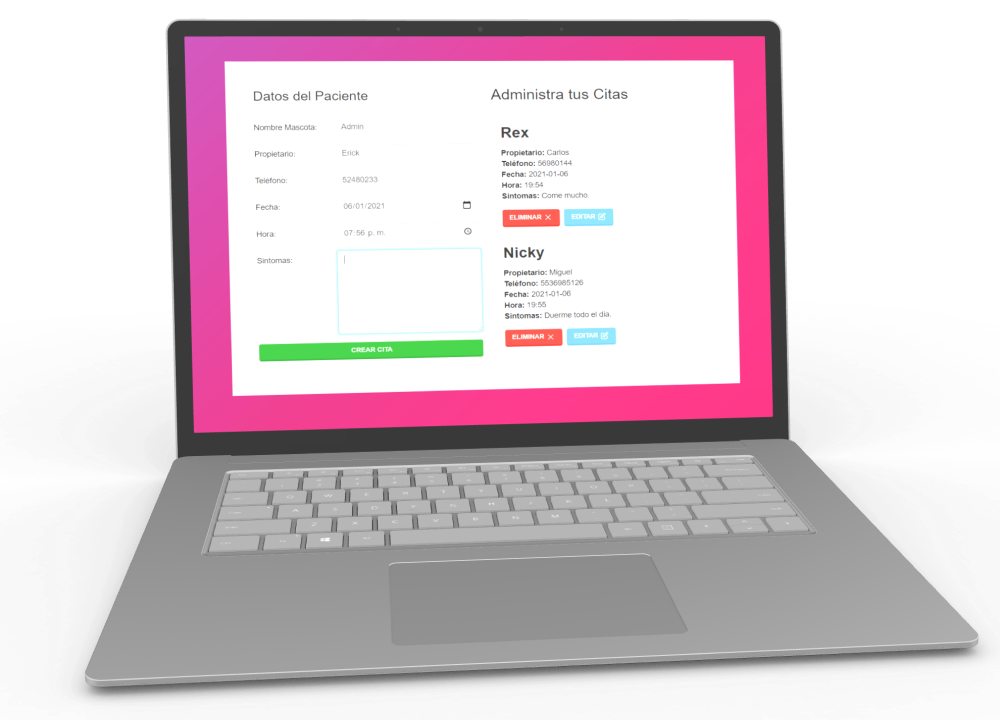 Datos del Paciente
Nombre Mascota: Admin
Propietario: Erick
Teléfono: 52480233
Fecha: 06/01/2021
Hora: 07:56 p. m.
Sintomas:
CREAR CITA
Administra tus Citas
Rex
Propietario: Carlos
Teléfono: 56980144
Fecha: 2021-01-06
Hora: 19:54
Sintomas: Come mucho.
ELIMINAR EDITAR
Nicky
Propietario: Miguel
Teléfono: 5536985126
Fecha: 2021-01-06
Hora: 19:55
Sintomas: Duerme todo el día.
ELIMINAR EDITAR